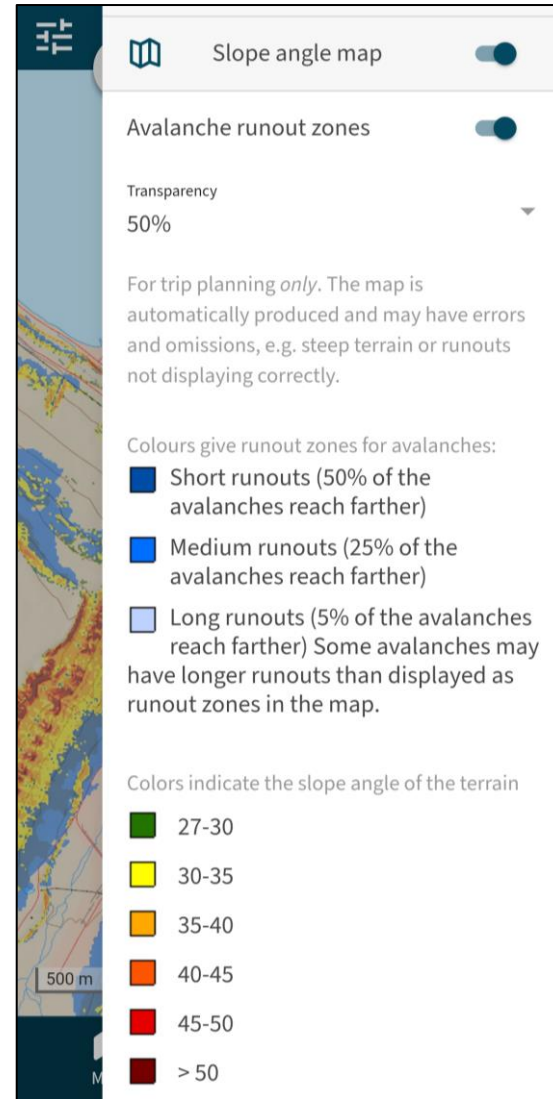 Slope angle map
Avalanche runout zones
Transparency
50%
For trip planning only. The map is
automatically produced and may have errors
and omissions, e.g. steep terrain or runouts
not displaying correctly.
Colours give runout zones for avalanches:
Short runouts (50% of the
avalanches reach farther)
Medium runouts (25% of the
avalanches reach farther)
Long runouts (5% of the avalanches
reach farther) Some avalanches may
have longer runouts than displayed as
runout zones in the map.
Colors indicate the slope angle of the terrain
27-30
30-35
35-40
40-45
45-50
> 50
500 m
M